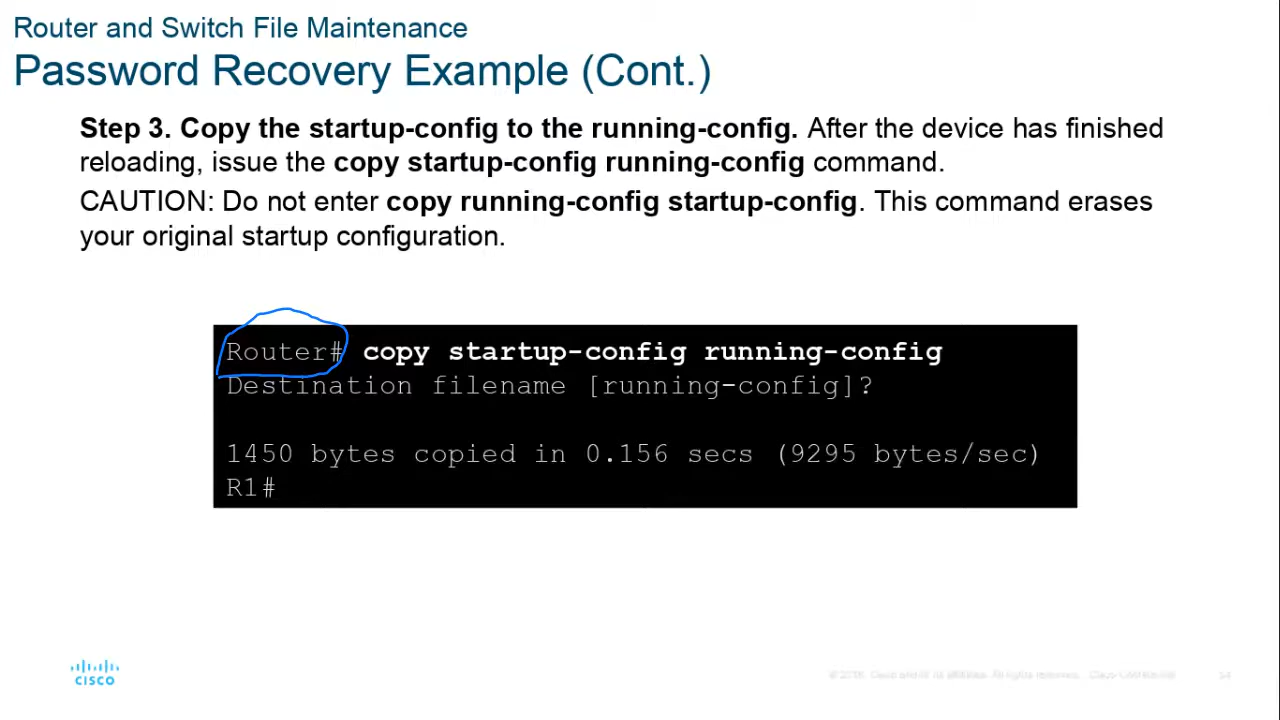 Router and Switch File Maintenance
Password Recovery Example (Cont.)
Step 3. Copy the startup-config to the running-config. After the device has finished
reloading, issue the copy startup-config running-config command.
CAUTION: Do not enter copy running-config startup-config. This command erases
your original startup configuration.
Router# copy startup-config running-config
Destination filename [running-config]?
1450 bytes copied in 0.156 secs (9295 bytes/sec)
R1#
CISCO
All rights reserved.